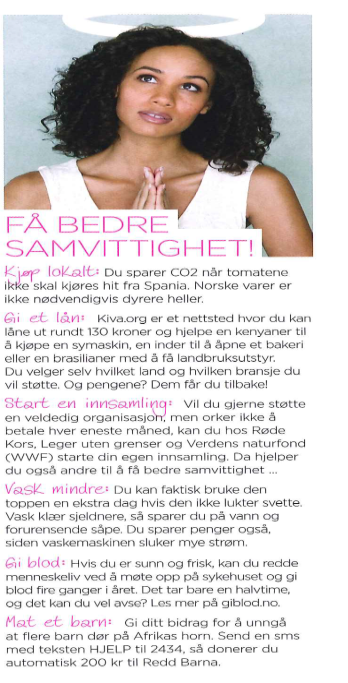 FÅ BEDRE
SAMVITTIGHET!
Kjøp lokalt: Du sparer CO2 når tomatene
ikke skal kjøres hit fra Spania. Norske varer er
ikke nødvendigvis dyrere heller.
Gi et lån: Kiva.org er et nettsted hvor du kan
låne ut rundt 130 kroner og hjelpe en kenyaner til
å kjøpe en symaskin, en inder til å åpne et bakeri
eller en brasilianer med å få landbruksutstyr.
Du velger selv hvilket land og hvilken bransje du
vil støtte. Og pengene? Dem får du tilbake!
Start en innsamling: Vil du gjerne støtte
en veldedig organisasjon, men orker ikke å
betale hver eneste måned, kan du hos Røde
Kors, Leger uten grenser og Verdens naturfond
(WWF) starte din egen innsamling. Da hjelper
du også andre til å få bedre samvittighet ...
Vask mindre: Du kan faktisk bruke den
toppen en ekstra dag hvis den ikke lukter svette.
Vask klær sjeldnere, så sparer du på vann og
forurensende såpe. Du sparer penger også,
siden vaskemaskinen sluker mye strøm.
Gi blod: Hvis du er sunn og frisk, kan du redde
menneskeliv ved å møte opp på sykehuset og gi
blod fire ganger i året. Det tar bare en halvtime,
og det kan du vel avse? Les mer på giblod.no.
Mat et barn: Gi ditt bidrag for å unngå
at flere barn dør på Afrikas horn. Send en sms
med teksten HJELP til 2434, så donerer du
automatisk 200 kr til Redd Barna.